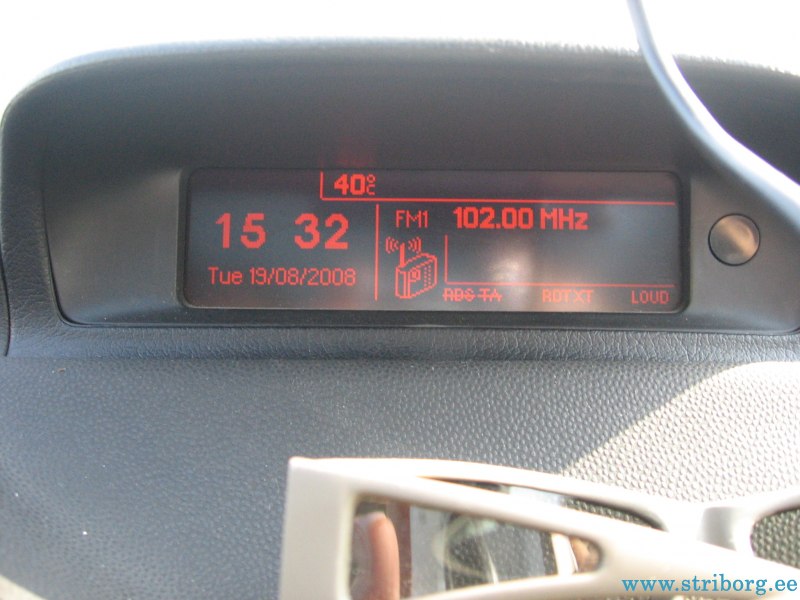 40°C
15 32
FM1 102.00 MHz
Tue 19/08/2008
RDS TA RDTXT LOUD
www.striborg.ee